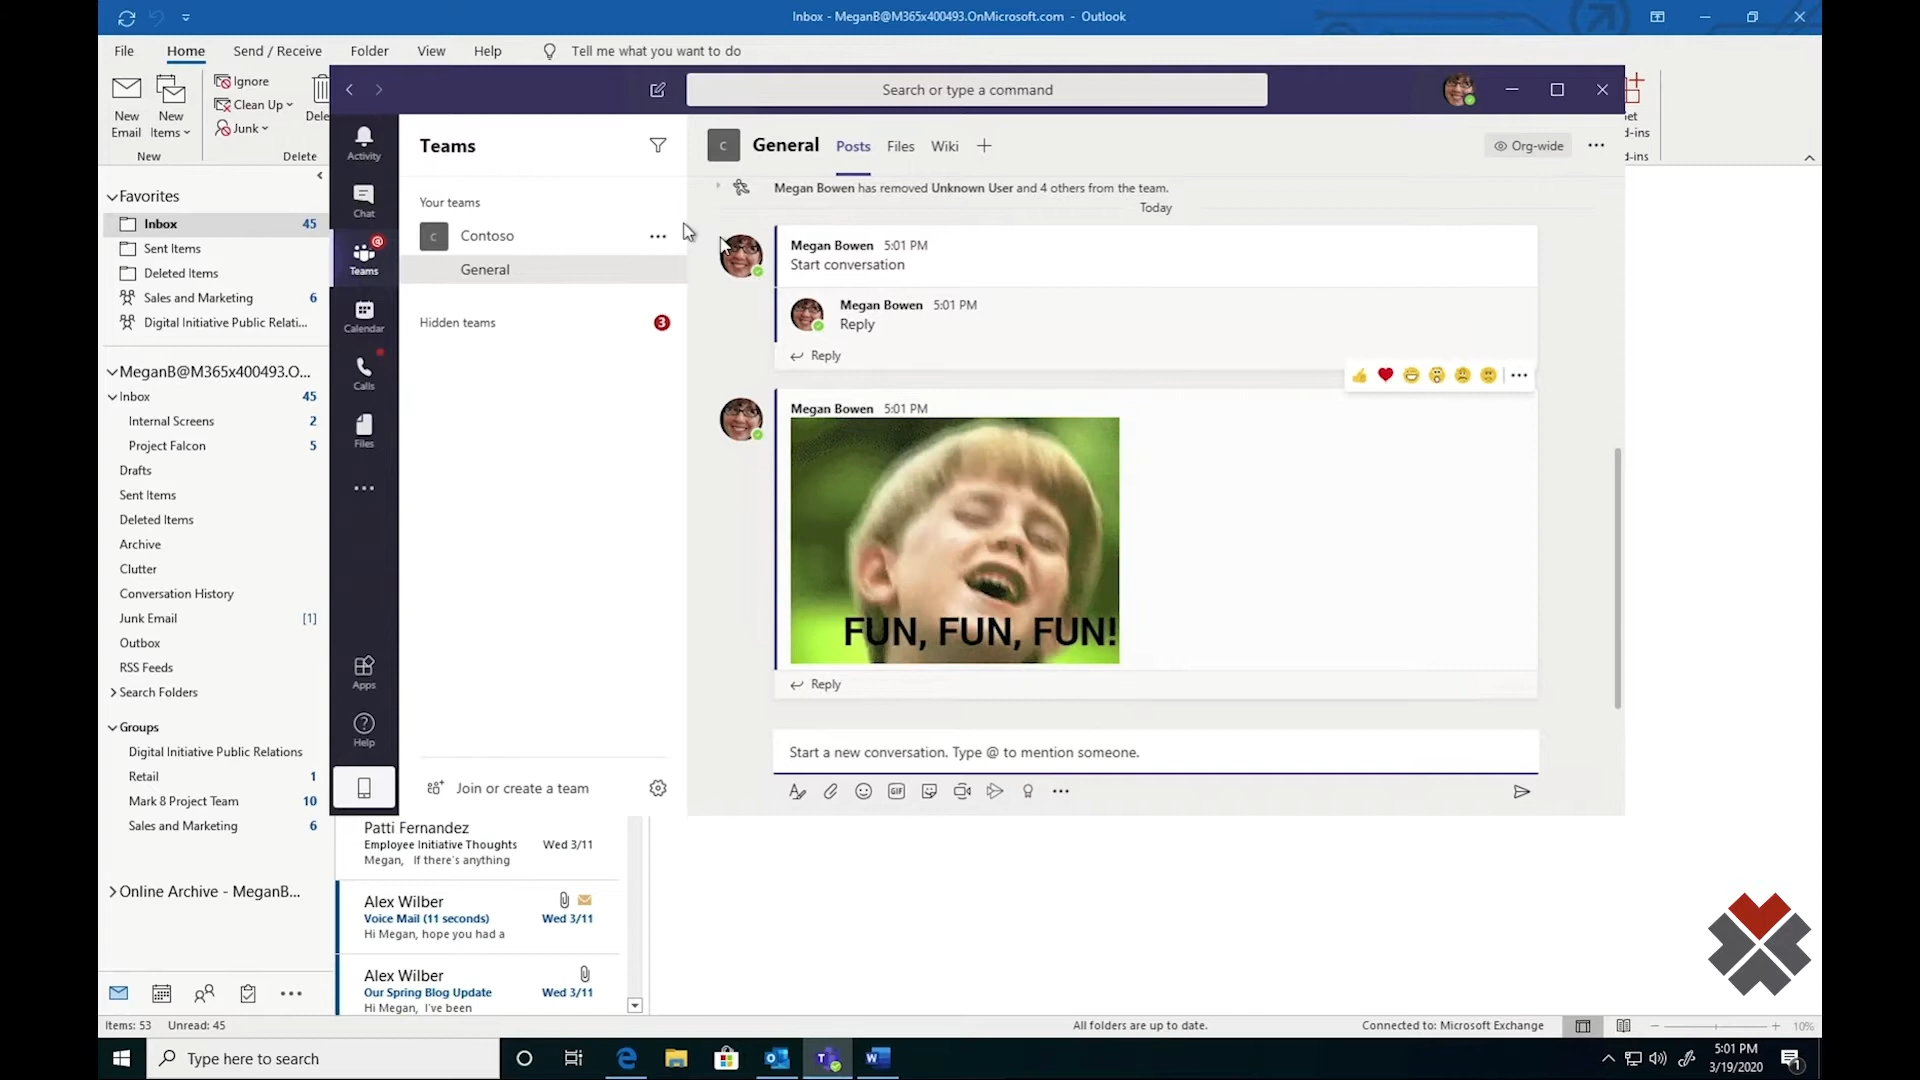 Inbox - MeganB@M365x400493.OnMicrosoft.com - Outlook
File Home Send / Receive Folder View Help Tell me what you want to do
New Email
New Items
New
Ignore
Clean Up
Junk
Dele
Delete
et
d-ins
d-ins
Favorites
Inbox 45
Sent Items
Deleted Items
Sales and Marketing 6
Digital Initiative Public Relati...
MeganB@M365x400493.O...
Inbox 45
Internal Screens 2
Project Falcon 5
Drafts
Sent Items
Deleted Items
Archive
Clutter
Conversation History
Junk Email [1]
Outbox
RSS Feeds
Search Folders
Groups
Digital Initiative Public Relations
Retail 1
Mark 8 Project Team 10
Sales and Marketing 6
Online Archive - MeganB...
Search or type a command
Activity
Chat
Teams
Calendar
Calls
Files
Apps
Help
Teams
Your teams
C Contoso ...
General
Hidden teams 3
Join or create a team
C General Posts Files Wiki + Org-wide ...
Megan Bowen has removed Unknown User and 4 others from the team.
Today
Megan Bowen 5:01 PM
Start conversation
Megan Bowen 5:01 PM
Reply
Reply
Megan Bowen 5:01 PM
FUN, FUN, FUN!
Reply
Start a new conversation. Type @ to mention someone.
GIF
Patti Fernandez
Employee Initiative Thoughts Wed 3/11
Megan, If there's anything
Alex Wilber
Voice Mail (11 seconds) Wed 3/11
Hi Megan, hope you had a
Alex Wilber
Our Spring Blog Update Wed 3/11
Hi Megan, I've been
Items: 53 Unread: 45
All folders are up to date. Connected to: Microsoft Exchange 10%
Type here to search
5:01 PM
3/19/2020
1